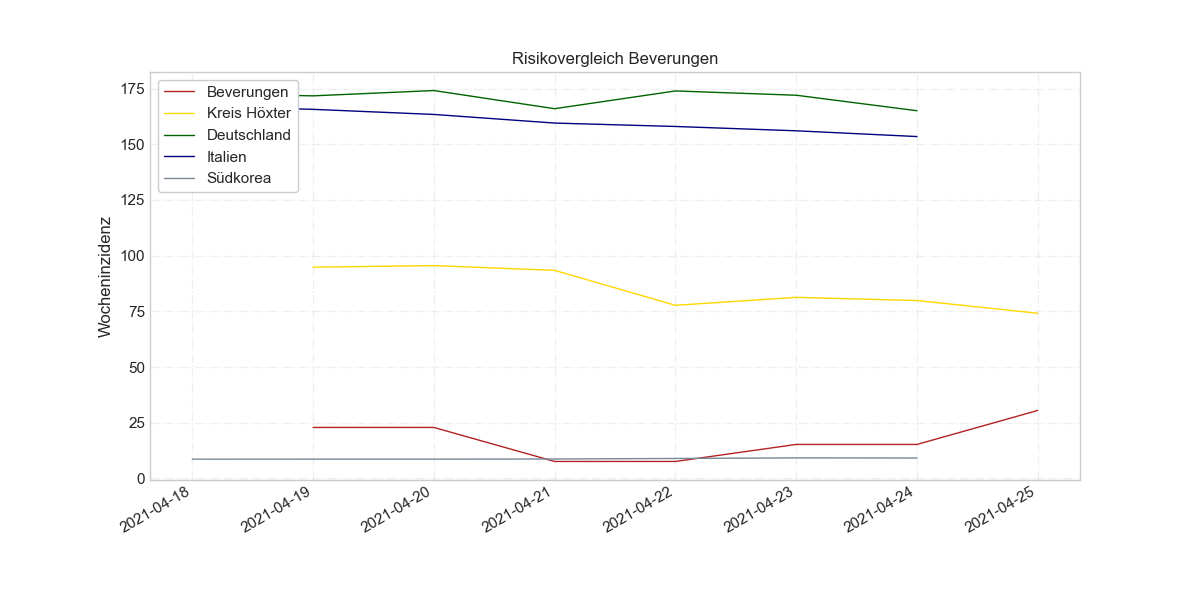 Risikovergleich Beverungen
Beverungen
Kreis Höxter
Deutschland
Italien
Südkorea
Wocheninzidenz
175
150
125
100
75
50
25
0
2021-04-18
2021-04-19
2021-04-20
2021-04-21
2021-04-22
2021-04-23
2021-04-24
2021-04-25